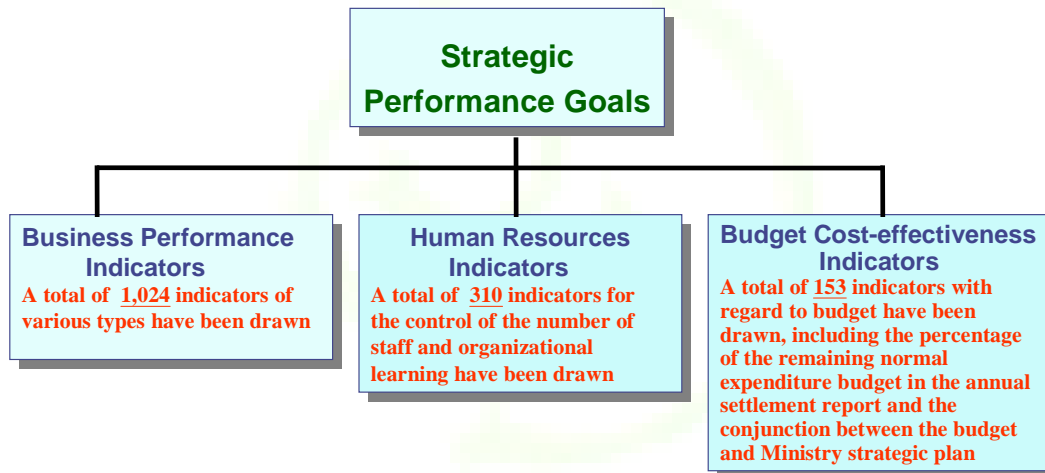 Strategic
Performance Goals
Business Performance
Indicators
A total of 1,024 indicators of
various types have been drawn
Human Resources
Indicators
A total of 310 indicators for
the control of the number of
staff and organizational
learning have been drawn
Budget Cost-effectiveness
Indicators
A total of 153 indicators with
regard to budget have been
drawn, including the percentage
of the remaining normal
expenditure budget in the annual
settlement report and the
conjunction between the budget
and Ministry strategic plan